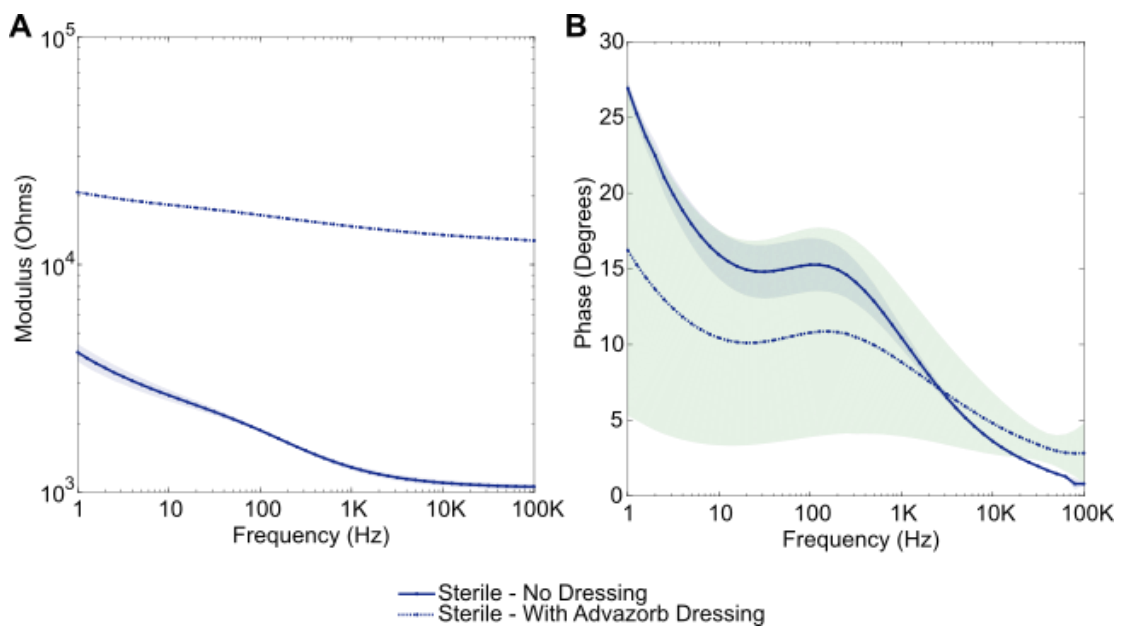 A
10^5
10^4
10^3
Modulus (Ohms)
1 10 100 1K 10K 100K
Frequency (Hz)
B
30
25
20
15
10
5
0
Phase (Degrees)
1 10 100 1K 10K 100K
Frequency (Hz)
Sterile - No Dressing
Sterile - With Advazorb Dressing